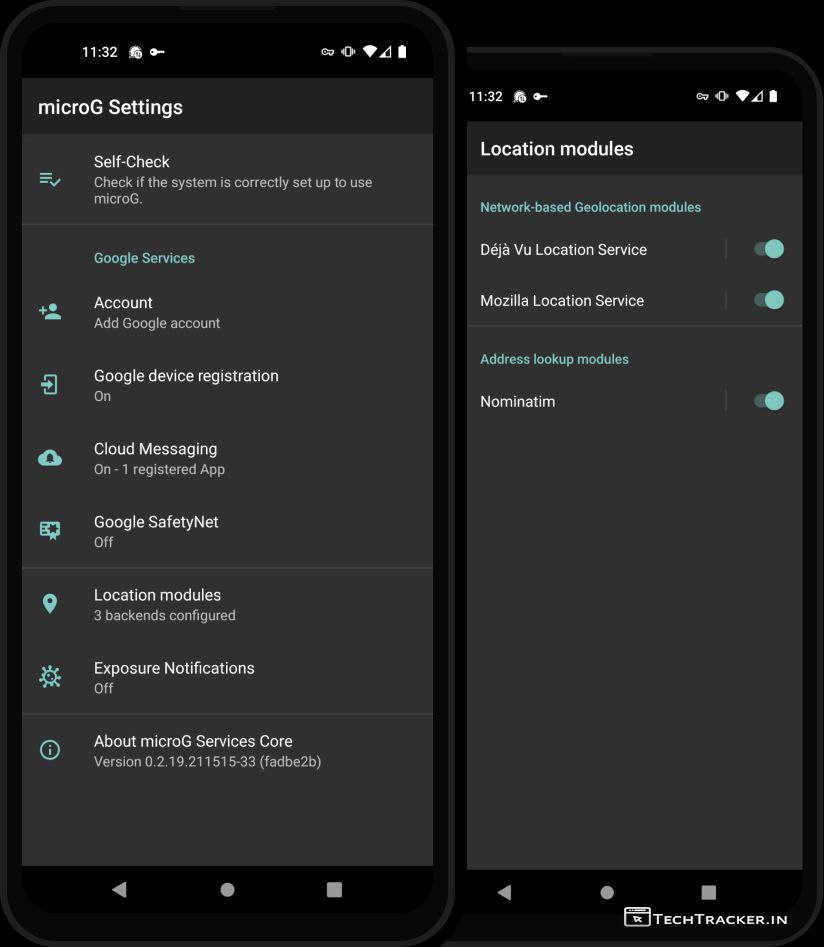 11:32
microG Settings
Self-Check
Check if the system is correctly set up to use
microG.
Google Services
Account
Add Google account
Google device registration
On
Cloud Messaging
On - 1 registered App
Google SafetyNet
Off
Location modules
3 backends configured
Exposure Notifications
Off
About microG Services Core
Version 0.2.19.211515-33 (fadbe2b)
11:32
Location modules
Network-based Geolocation modules
Déjà Vu Location Service
Mozilla Location Service
Address lookup modules
Nominatim
TECHTRACKER.IN